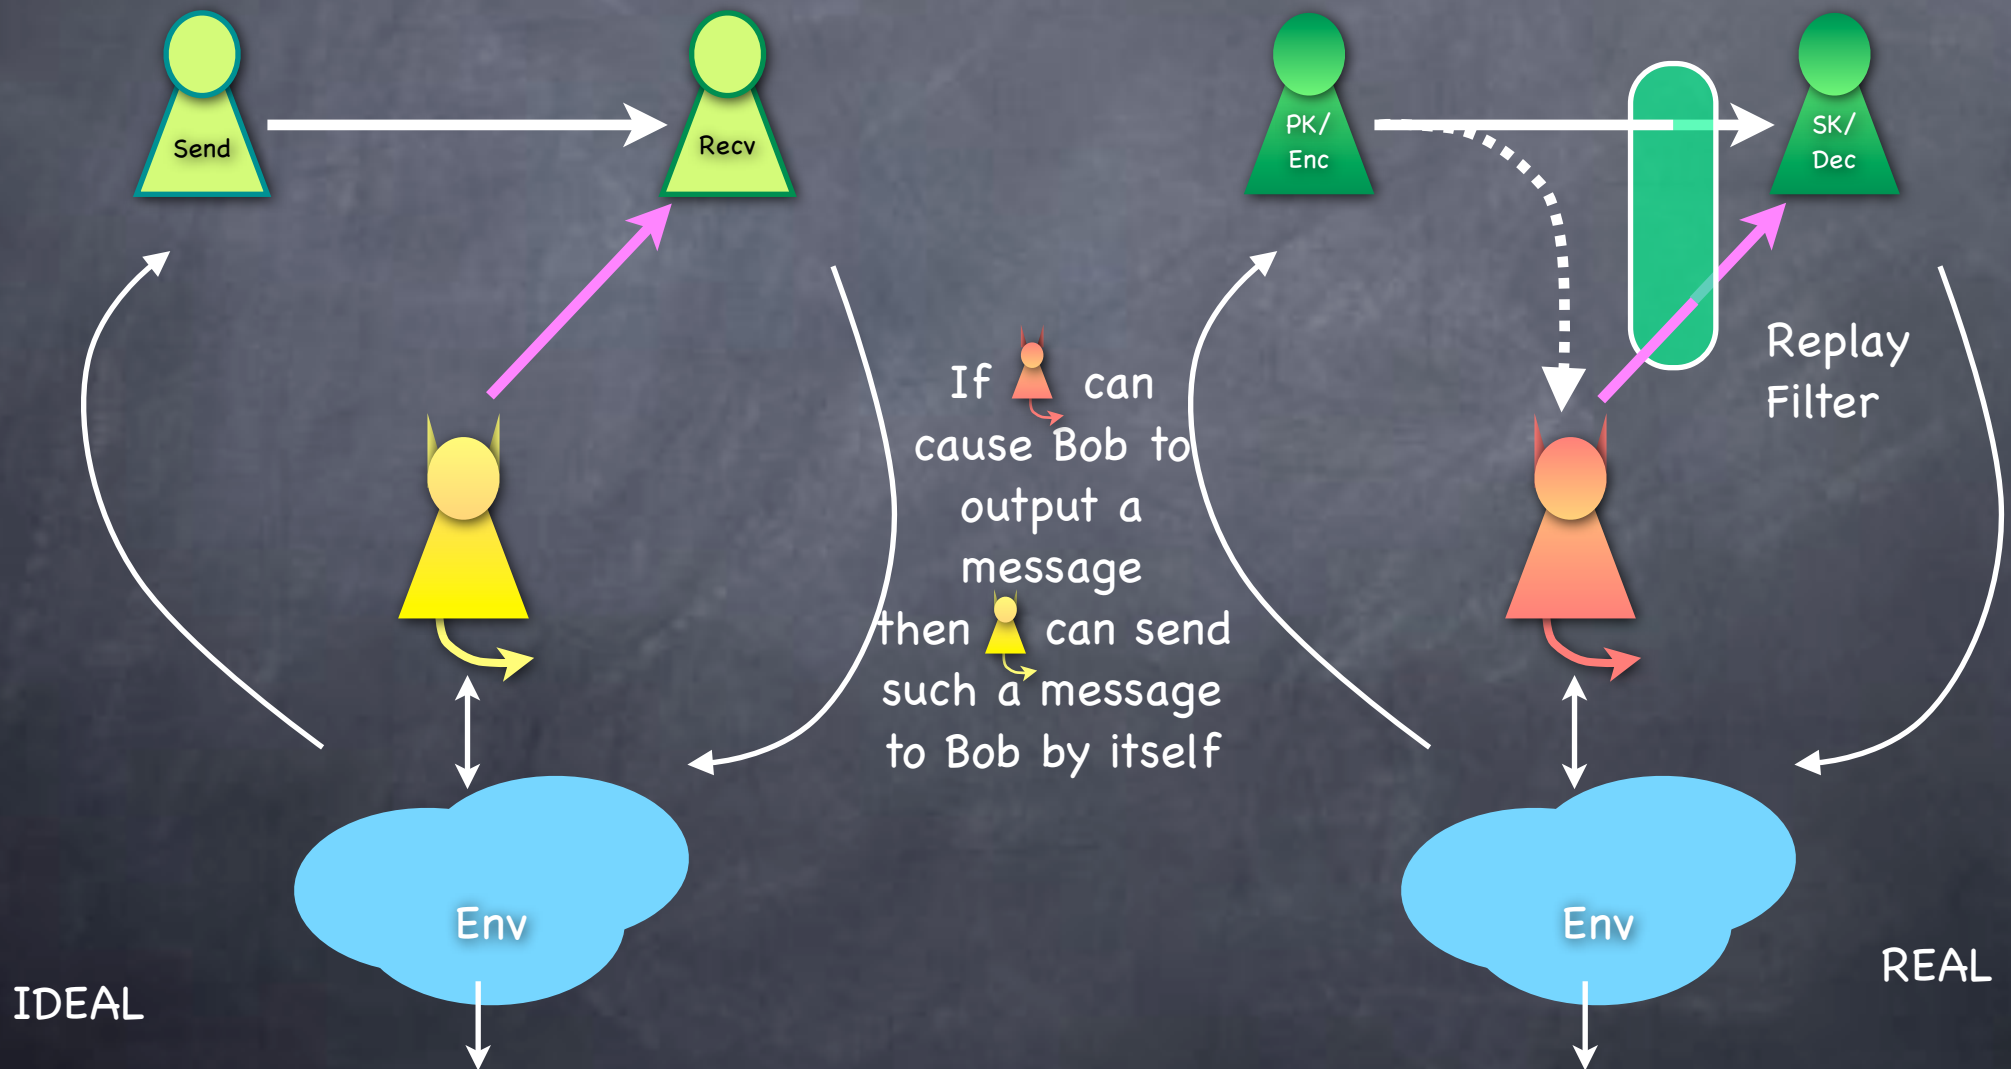 Send
Recv
PK/
Enc
SK/
Dec
Replay
Filter
If can
cause Bob to
output a
message
then can send
such a message
to Bob by itself
Env
Env
IDEAL
REAL